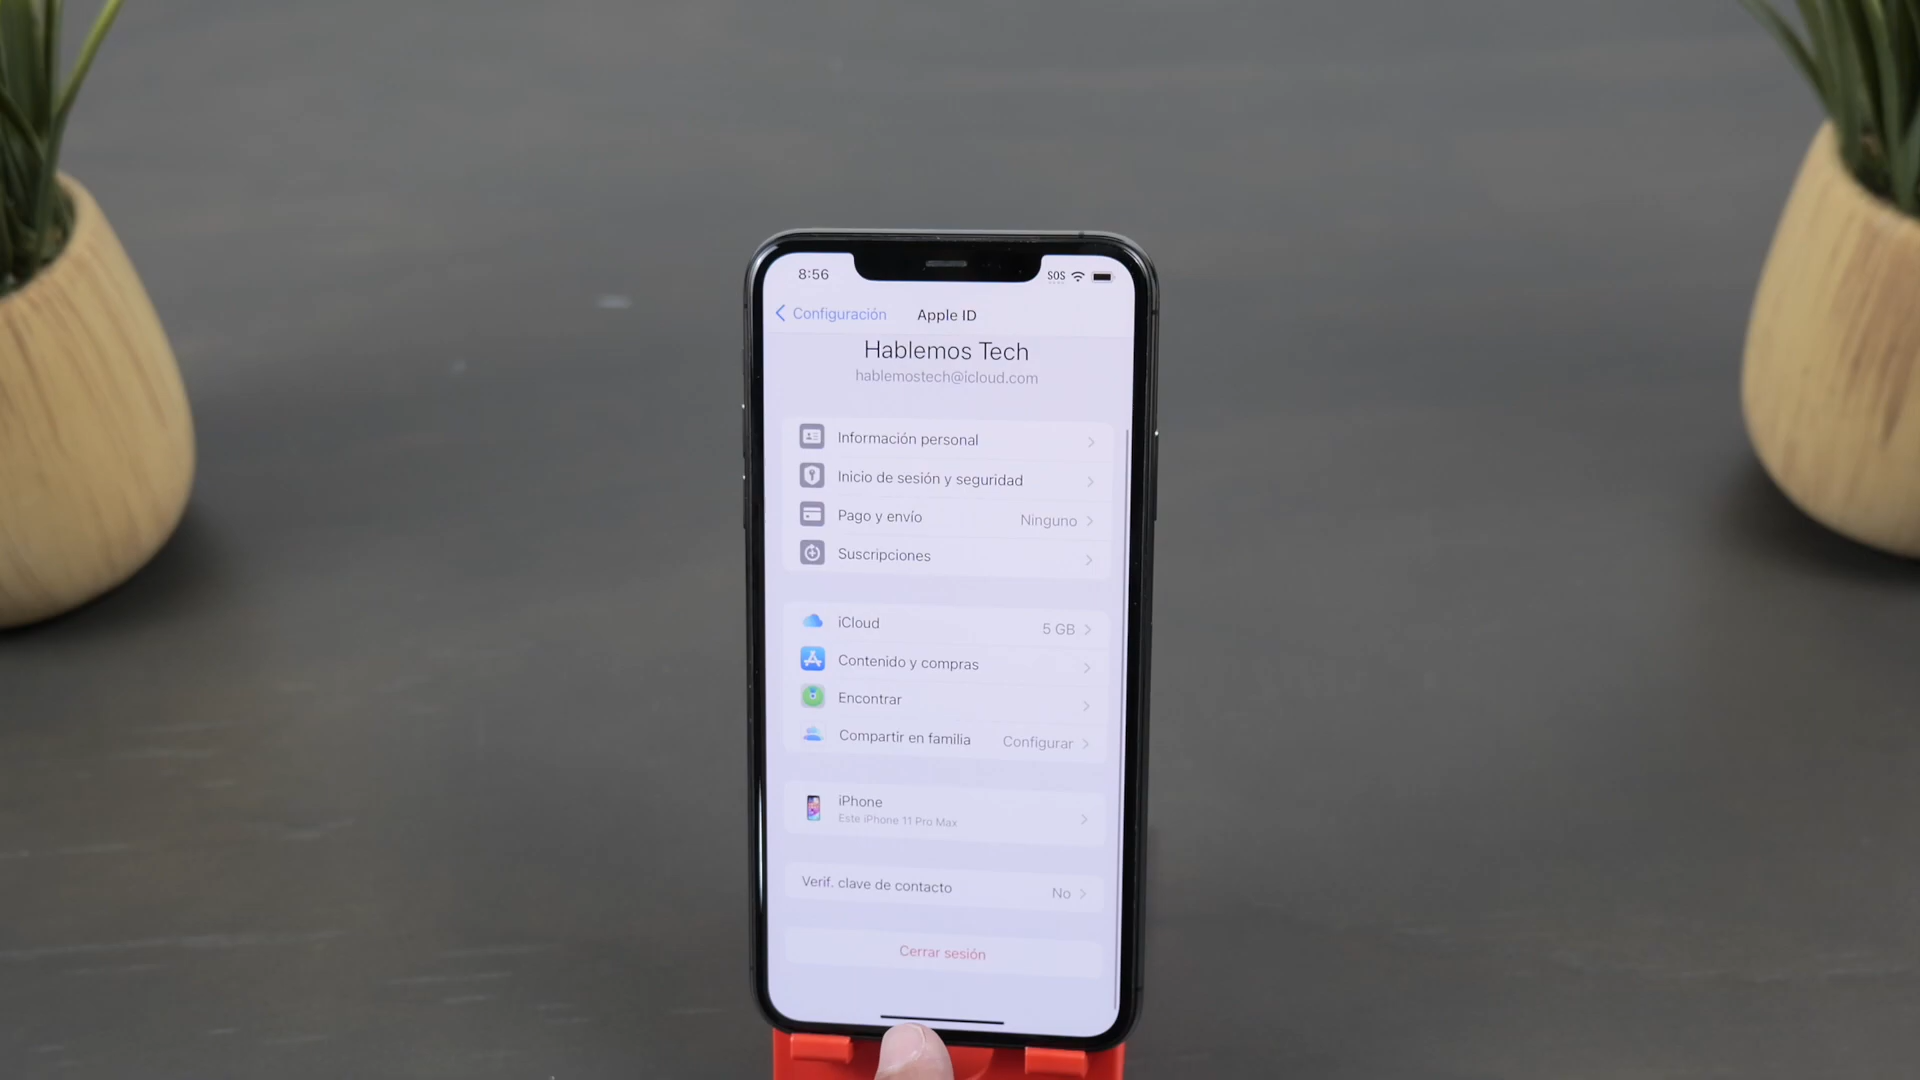 8:56
SOS
Configuración
Apple ID
Hablemos Tech
hablemostech@icloud.com
Información personal
Inicio de sesión y seguridad
Pago y envío Ninguno
Suscripciones
iCloud 5 GB
Contenido y compras
Encontrar
Compartir en familia Configurar
iPhone
Este iPhone 11 Pro Max
Verif. clave de contacto No
Cerrar sesión